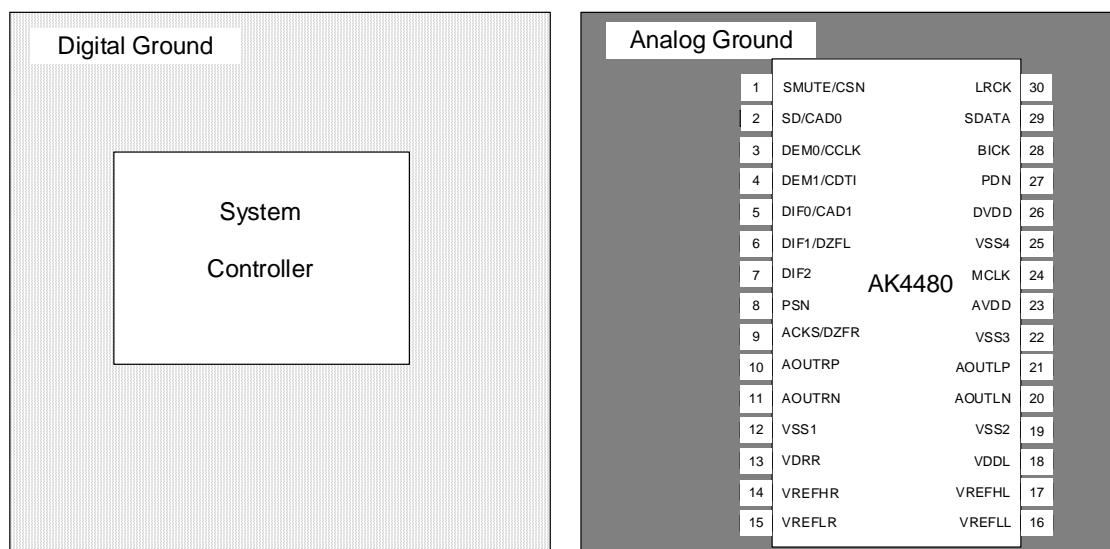 Digital Ground
System
Controller
Analog Ground
1 SMUTE/CSN LRCK 30
2 SD/CAD0 SDATA 29
3 DEM0/CCLK BICK 28
4 DEM1/CDTI PDN 27
5 DIF0/CAD1 DVDD 26
6 DIF1/DZFL VSS4 25
7 DIF2 MCLK 24
AK4480
8 PSN AVDD 23
9 ACKS/DZFR VSS3 22
10 AOUTRP AOUTLP 21
11 AOUTRN AOUTLN 20
12 VSS1 VSS2 19
13 VDRR VDDL 18
14 VREFHR VREFHL 17
15 VREFLR VREFLL 16